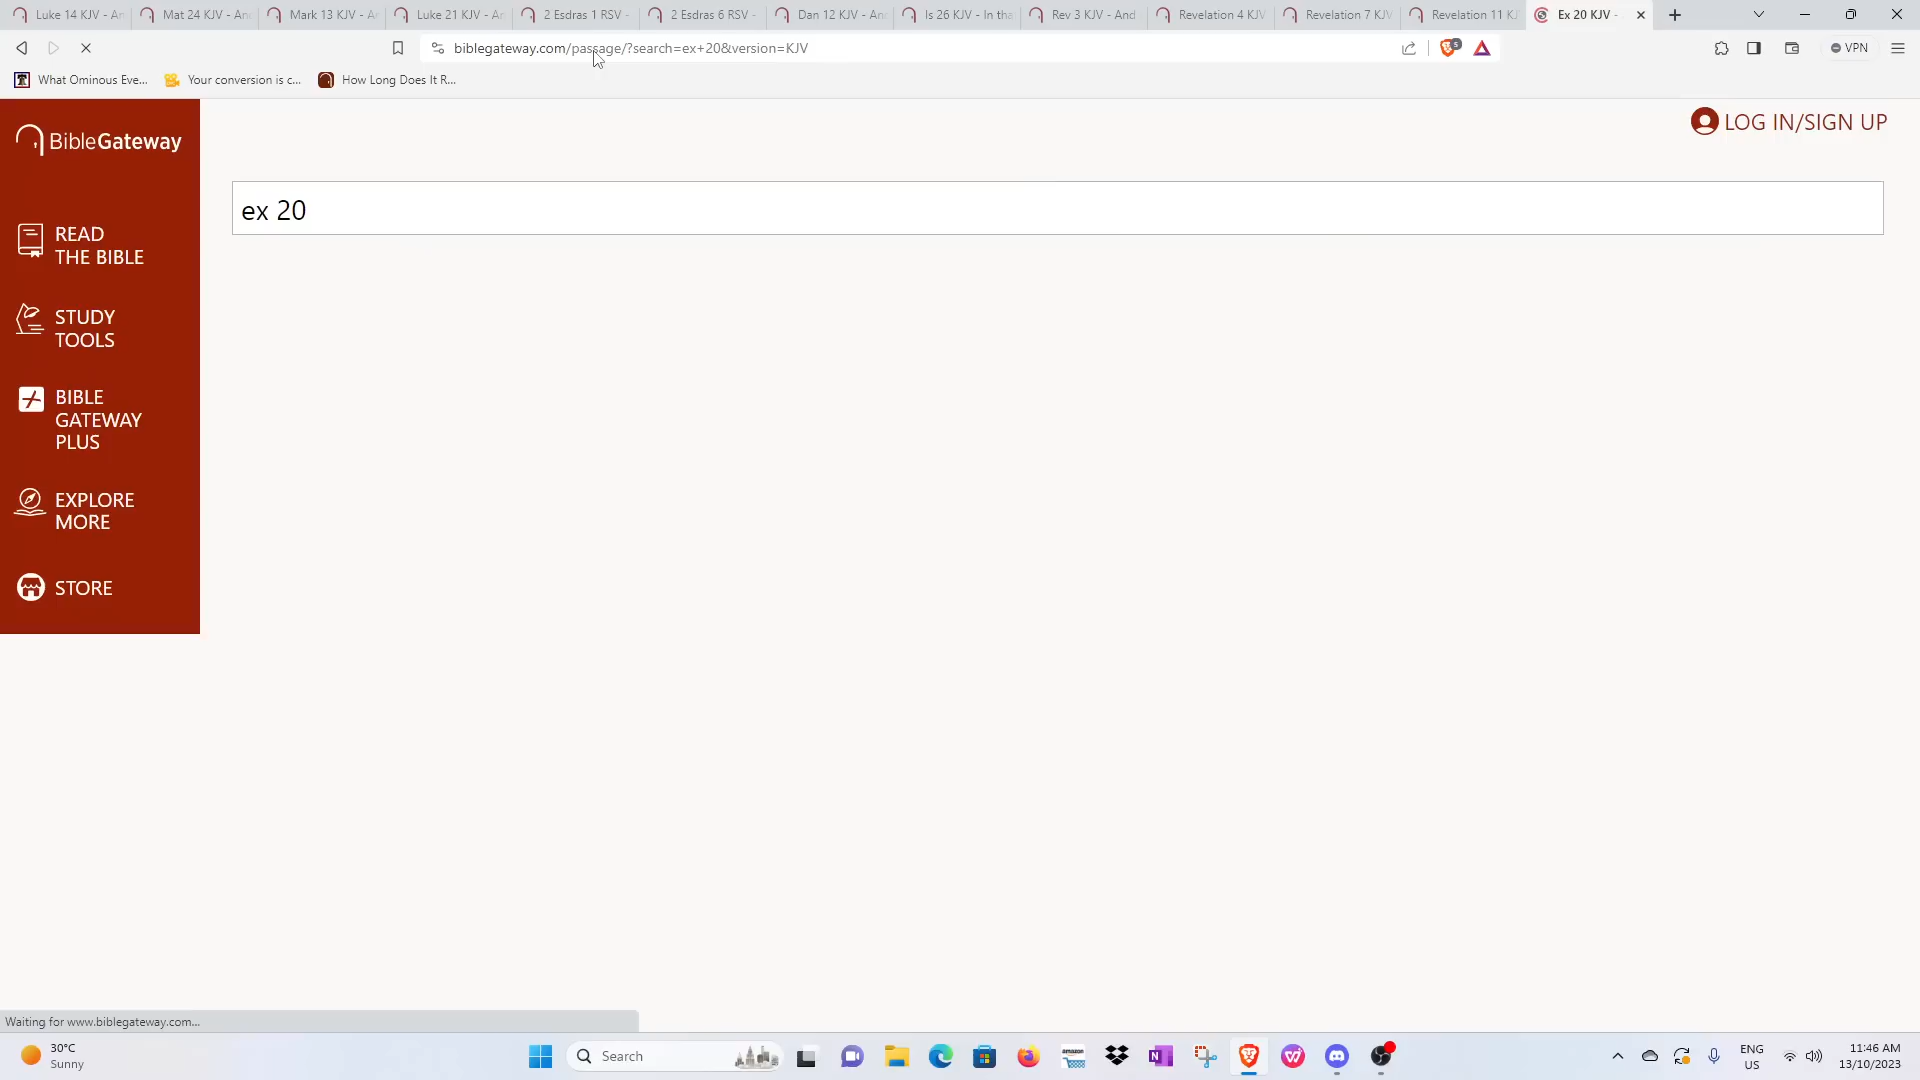 Luke 14 KJV - An
Mat 24 KJV - An
Mark 13 KJV - A
Luke 21 KJV - An
2 Esdras 1 RSV -
2 Esdras 6 RSV -
Dan 12 KJV - An
Is 26 KJV - In tha
Rev 3 KJV - And
Revelation 4 KJV
Revelation 7 KJV
Revelation 11 KJ
Ex 20 KJV -
biblegateway.com/passage/?search=ex+20&version=KJV
5
VPN
What Ominous Eve...
Your conversion is c...
How Long Does It R...
BibleGateway
LOG IN/SIGN UP
ex 20
READ
THE BIBLE
STUDY
TOOLS
BIBLE
GATEWAY
PLUS
EXPLORE
MORE
STORE
Waiting for www.biblegateway.com...
30°C
Sunny
Search
amazon
N
ENG
US
11:46 AM
13/10/2023